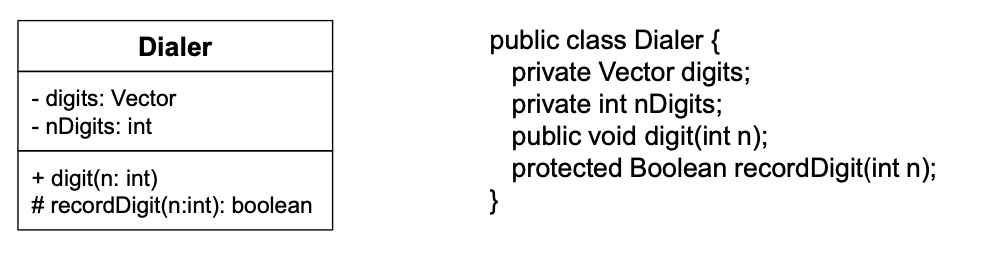 Dialer
- digits: Vector
- nDigits: int
+ digit(n: int)
# recordDigit(n:int): boolean
public class Dialer {
private Vector digits;
private int nDigits;
public void digit(int n);
protected Boolean recordDigit(int n);
}